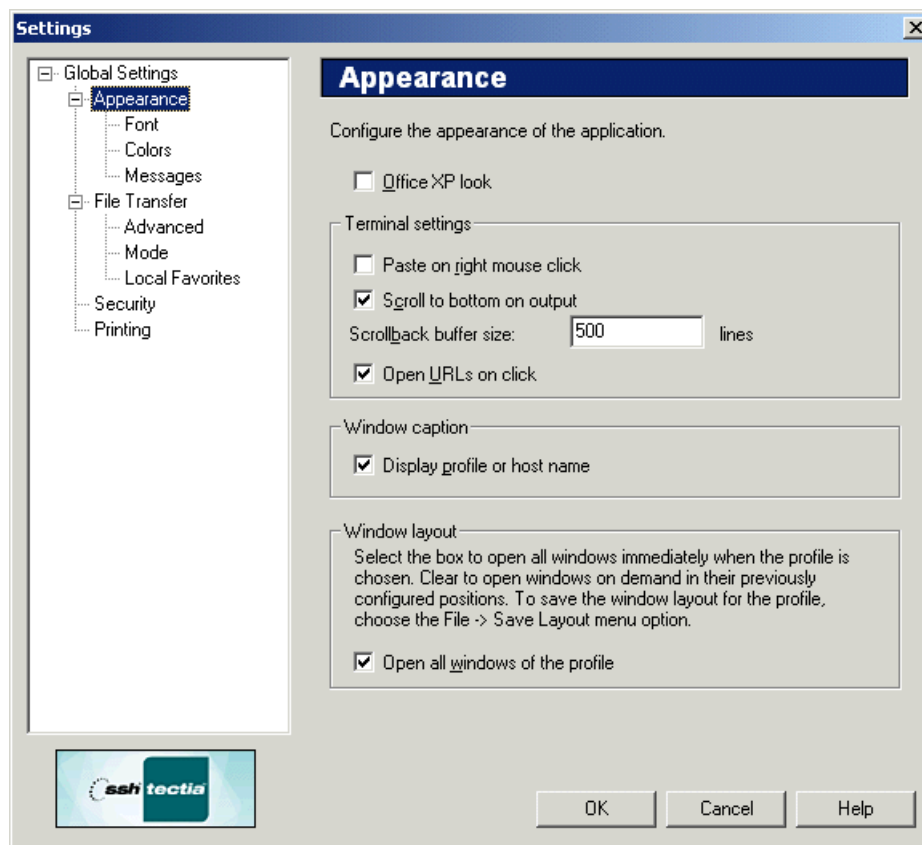 Settings
Global Settings
Appearance
Font
Colors
Messages
File Transfer
Advanced
Mode
Local Favorites
Security
Printing
ssh tectia
Appearance
Configure the appearance of the application.
Office XP look
Terminal settings
Paste on right mouse click
Scroll to bottom on output
Scrollback buffer size: 500 lines
Open URLs on click
Window caption
Display profile or host name
Window layout
Select the box to open all windows immediately when the profile is
chosen. Clear to open windows on demand in their previously
configured positions. To save the window layout for the profile,
choose the File -> Save Layout menu option.
Open all windows of the profile
OK Cancel Help